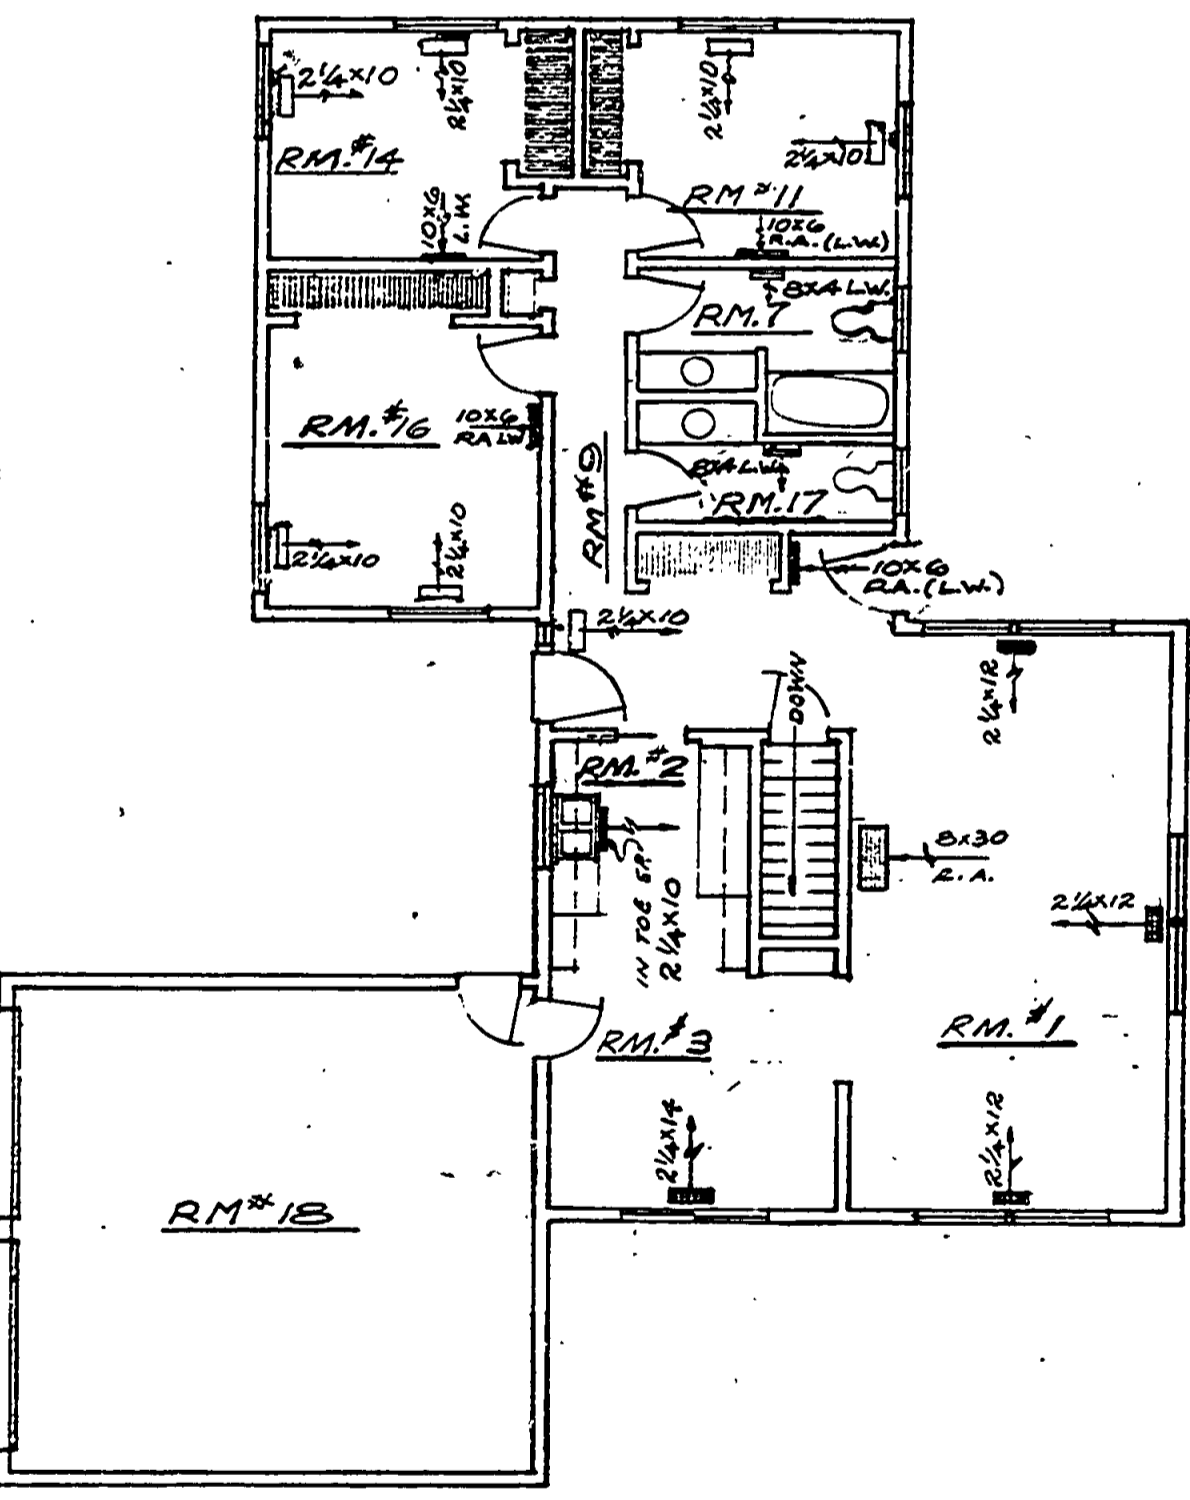 2¼×10
2¼×10
RM.#14
10×6
L.W.
2¼×10
2¼×10
RM #11
10×6
R.A. (L.W.)
8×4 L.W.
RM.7
RM.#16
10×6
RA LW
RM #9
8×4 L.W.
RM.17
2¼×10
2¼×10
10×6
R.A. (L.W.)
2¼×10
2¼×12
DOWN
RM.#2
IN TOE SP.
2¼×10
8×30
R.A.
2¼×12
RM.#3
RM.#1
2¼×14
2¼×12
RM #18